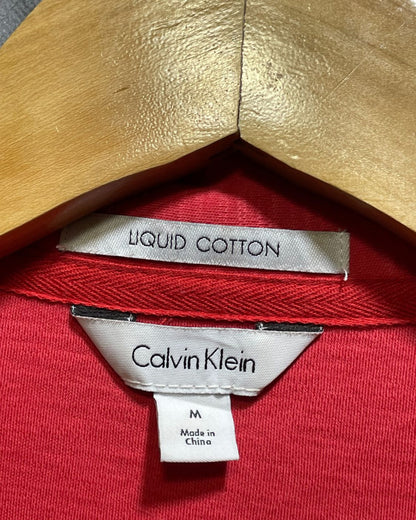 LIQUID COTTON
Calvin Klein
M
Made in
China